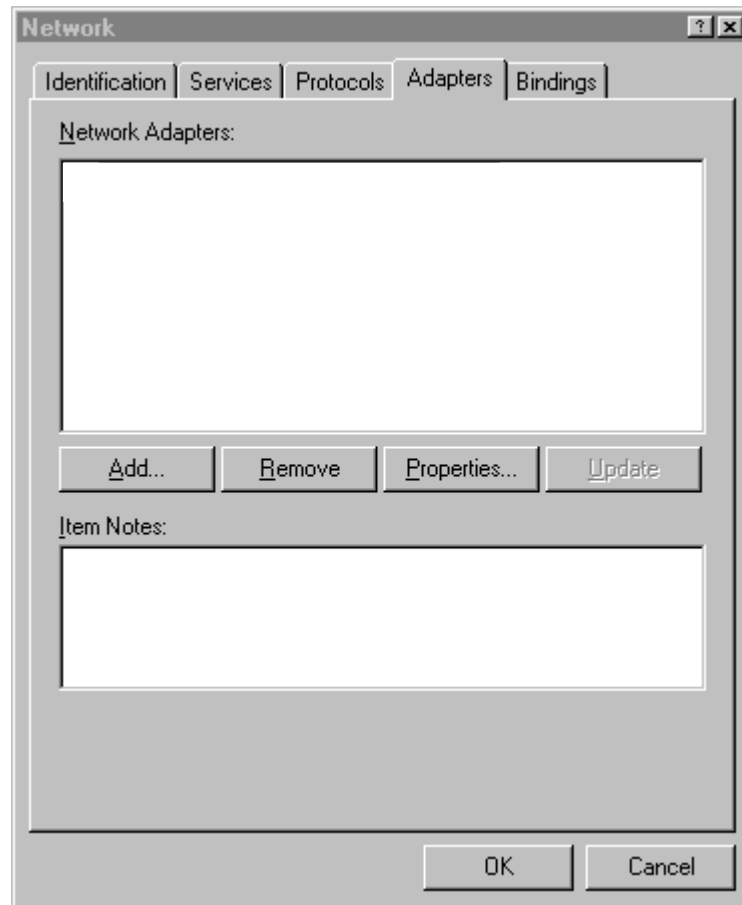 Network
Identification Services Protocols Adapters Bindings
Network Adapters:
Add... Remove Properties... Update
Item Notes:
OK Cancel